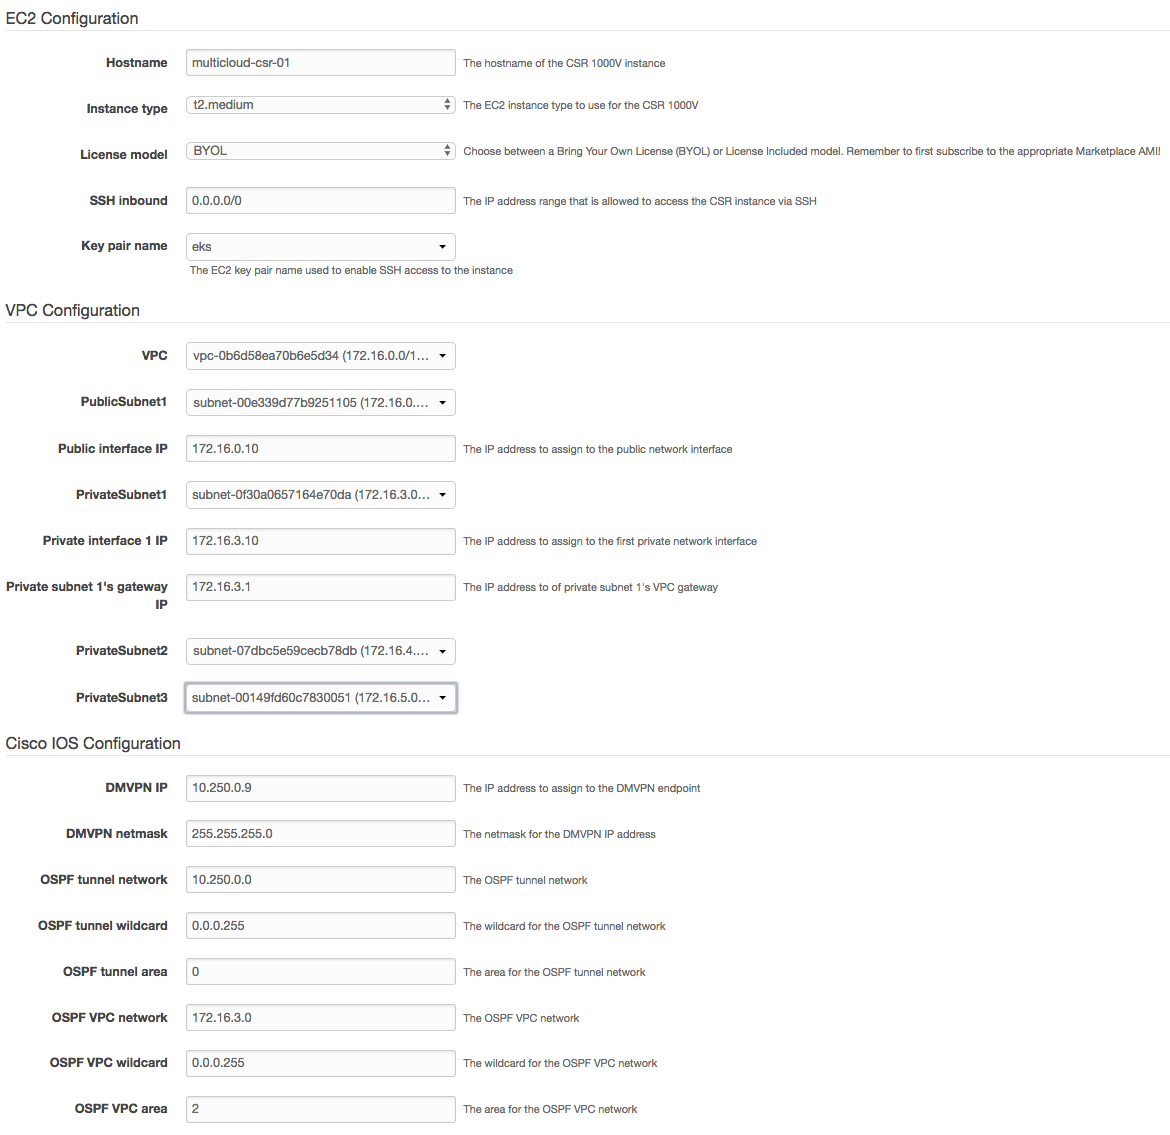 EC2 Configuration
Hostname multicloud-csr-01 The hostname of the CSR 1000V instance
Instance type t2.medium The EC2 instance type to use for the CSR 1000V
License model BYOL Choose between a Bring Your Own License (BYOL) or License Included model. Remember to first subscribe to the appropriate Marketplace AMI!
SSH inbound 0.0.0.0/0 The IP address range that is allowed to access the CSR instance via SSH
Key pair name eks
The EC2 key pair name used to enable SSH access to the instance
VPC Configuration
VPC vpc-0b6d58ea70b6e5d34 (172.16.0.0/1...
PublicSubnet1 subnet-00e339d77b9251105 (172.16.0....
Public interface IP 172.16.0.10 The IP address to assign to the public network interface
PrivateSubnet1 subnet-0f30a0657164e70da (172.16.3.0...
Private interface 1 IP 172.16.3.10 The IP address to assign to the first private network interface
Private subnet 1's gateway 172.16.3.1 The IP address to of private subnet 1's VPC gateway
IP
PrivateSubnet2 subnet-07dbc5e59cecb78db (172.16.4....
PrivateSubnet3 subnet-00149fd60c7830051 (172.16.5.0...
Cisco IOS Configuration
DMVPN IP 10.250.0.9 The IP address to assign to the DMVPN endpoint
DMVPN netmask 255.255.255.0 The netmask for the DMVPN IP address
OSPF tunnel network 10.250.0.0 The OSPF tunnel network
OSPF tunnel wildcard 0.0.0.255 The wildcard for the OSPF tunnel network
OSPF tunnel area 0 The area for the OSPF tunnel network
OSPF VPC network 172.16.3.0 The OSPF VPC network
OSPF VPC wildcard 0.0.0.255 The wildcard for the OSPF VPC network
OSPF VPC area 2 The area for the OSPF VPC network